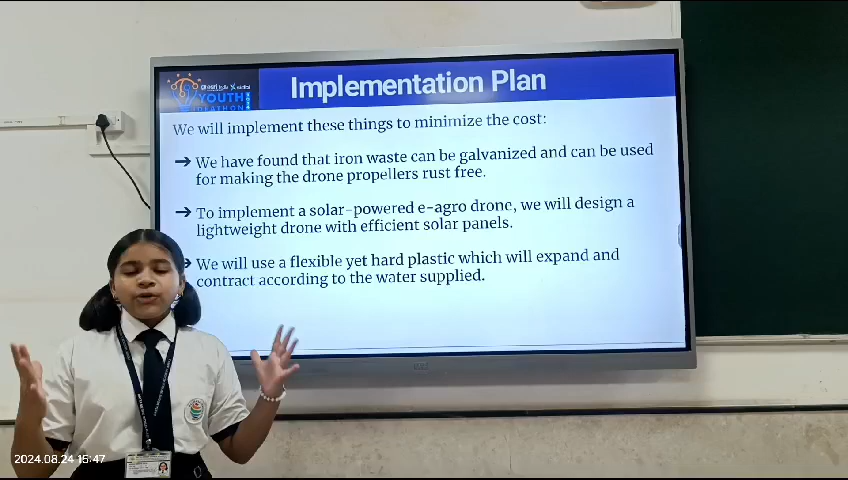 Implementation Plan
YOUTH
IDEATHON
We will implement these things to minimize the cost:
→ We have found that iron waste can be galvanized and can be used
for making the drone propellers rust free.
→ To implement a solar-powered e-agro drone, we will design a
lightweight drone with efficient solar panels.
We will use a flexible yet hard plastic which will expand and
contract according to the water supplied.
2024.08.24 15:47